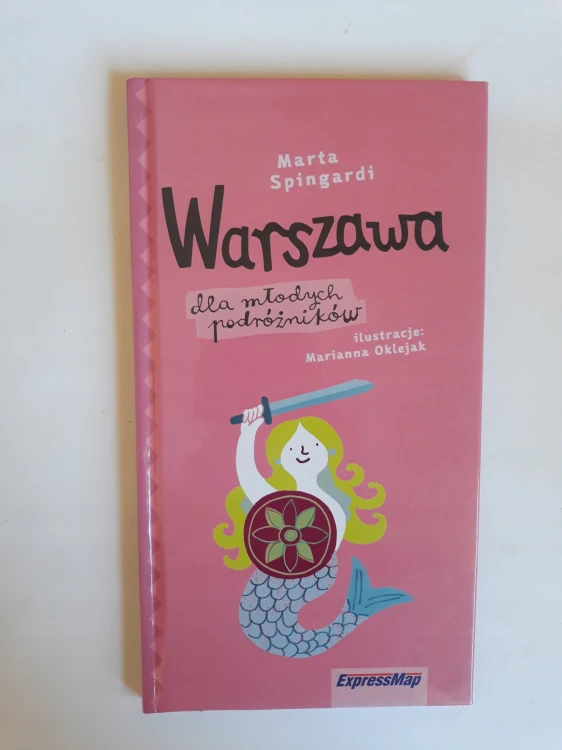 Marta
Spingardi
Warszawa
dla młodych
podróżników
ilustracje:
Marianna Oklejak
ExpressMap